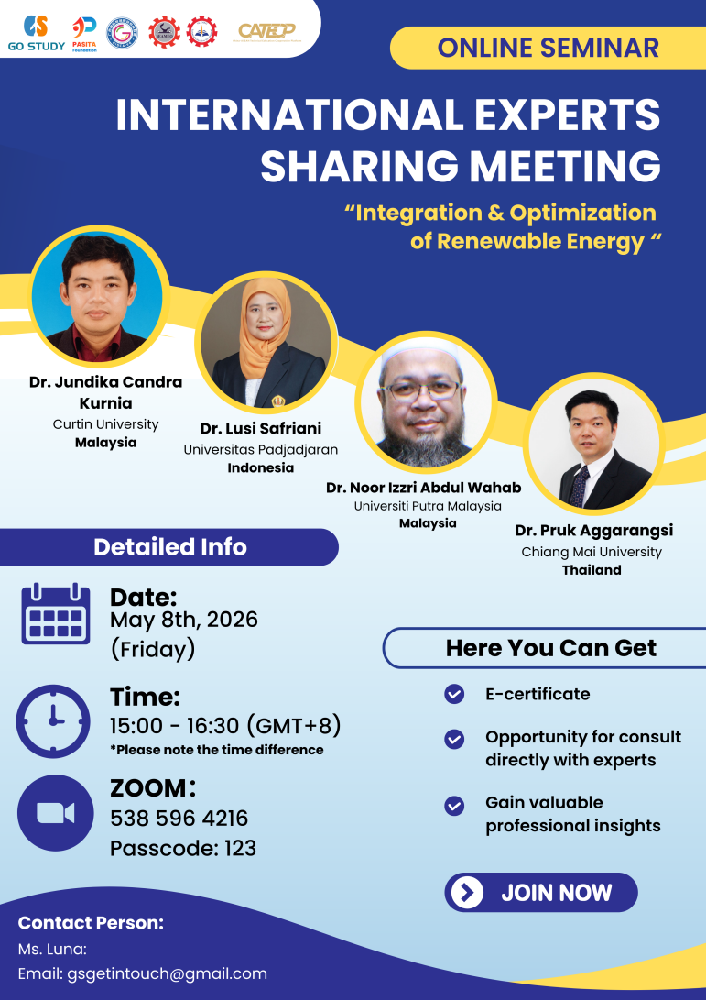 GO STUDY
PASITA
Foundation
SEAMEO
CATECP
ONLINE SEMINAR
INTERNATIONAL EXPERTS
SHARING MEETING
“Integration & Optimization
of Renewable Energy “
Dr. Jundika Candra
Kurnia
Curtin University
Malaysia
Dr. Lusi Safriani
Universitas Padjadjaran
Indonesia
Dr. Noor Izzri Abdul Wahab
Universiti Putra Malaysia
Malaysia
Dr. Pruk Aggarangsi
Chiang Mai University
Thailand
Detailed Info
Date:
May 8th, 2026
(Friday)
Time:
15:00 - 16:30 (GMT+8)
*Please note the time difference
ZOOM：
538 596 4216
Passcode: 123
Here You Can Get
E-certificate
Opportunity for consult
directly with experts
Gain valuable
professional insights
JOIN NOW
Contact Person:
Ms. Luna:
Email: gsgetintouch@gmail.com